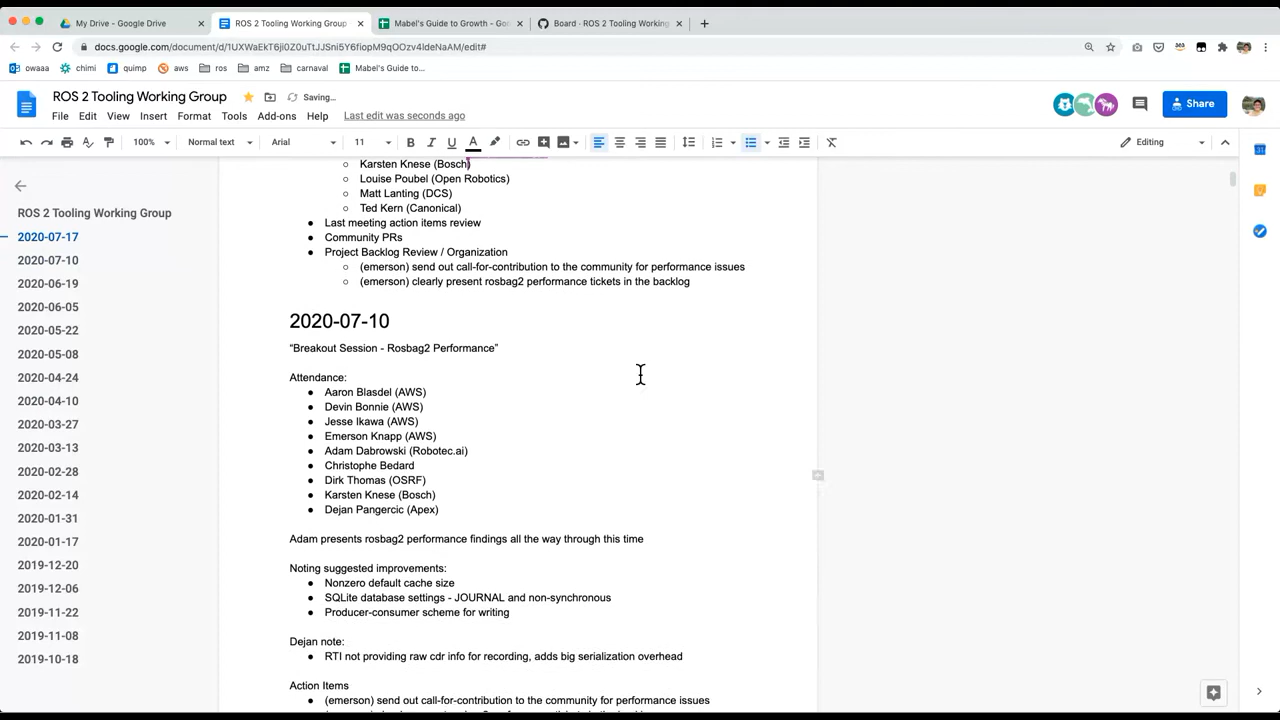 My Drive - Google Drive
ROS 2 Tooling Working Group
Mabel's Guide to Growth - Go
Board · ROS 2 Tooling Working
docs.google.com/document/d/1UXWaEkT6ji0Z0uTtJJSni5Y6fiopM9qOOzv4ldeNaAM/edit#
owaaa
chimi
quimp
aws
ros
amz
carnaval
Mabel's Guide to...
ROS 2 Tooling Working Group
Saving...
File Edit View Insert Format Tools Add-ons Help
Last edit was seconds ago
Share
100%
Normal text
Arial
11
B I U A
Editing
ROS 2 Tooling Working Group
2020-07-17
2020-07-10
2020-06-19
2020-06-05
2020-05-22
2020-05-08
2020-04-24
2020-04-10
2020-03-27
2020-03-13
2020-02-28
2020-02-14
2020-01-31
2020-01-17
2019-12-20
2019-12-06
2019-11-22
2019-11-08
2019-10-18
Karsten Knese (Bosch)
Louise Poubel (Open Robotics)
Matt Lanting (DCS)
Ted Kern (Canonical)
Last meeting action items review
Community PRs
Project Backlog Review / Organization
(emerson) send out call-for-contribution to the community for performance issues
(emerson) clearly present rosbag2 performance tickets in the backlog
2020-07-10
“Breakout Session - Rosbag2 Performance”
Attendance:
Aaron Blasdel (AWS)
Devin Bonnie (AWS)
Jesse Ikawa (AWS)
Emerson Knapp (AWS)
Adam Dabrowski (Robotec.ai)
Christophe Bedard
Dirk Thomas (OSRF)
Karsten Knese (Bosch)
Dejan Pangercic (Apex)
Adam presents rosbag2 performance findings all the way through this time
Noting suggested improvements:
Nonzero default cache size
SQLite database settings - JOURNAL and non-synchronous
Producer-consumer scheme for writing
Dejan note:
RTI not providing raw cdr info for recording, adds big serialization overhead
Action Items
(emerson) send out call-for-contribution to the community for performance issues